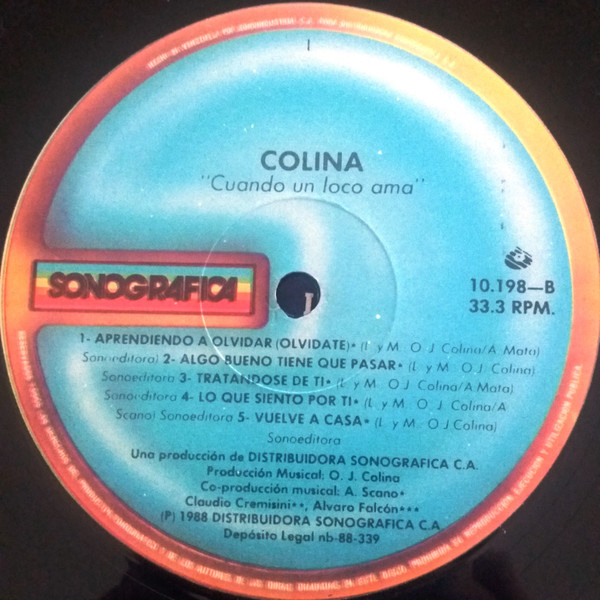 COLINA
"Cuando un loco ama"
SONOGRAFICA
10.198—B
33.3 RPM.
1- APRENDIENDO A OLVIDAR (OLVIDATE)• (L y M. O. J. Colina/A. Mata)
Sonoeditora) 2- ALGO BUENO TIENE QUE PASAR• (L. y M. O. J. Colina)
Sonoeditora 3- TRATANDOSE DE TI• (L. y M. O. J. Colina/A.Mata)
Sonoeditora 4- LO QUE SIENTO POR TI• (L. y M. O. J. Colina/A
Scano) Sonoeditora 5- VUELVE A CASA• (L. y M. O. J Colina)
Sonoeditora
Una producción de DISTRIBUIDORA SONOGRAFICA C.A.
Producción Musical: O. J. Colina
Co-producción musical: A. Scano•
Claudio Cremisini••, Alvaro Falcón•••
(P) 1988 DISTRIBUIDORA SONOGRAFICA C.A.
Depósito Legal nb-88-339